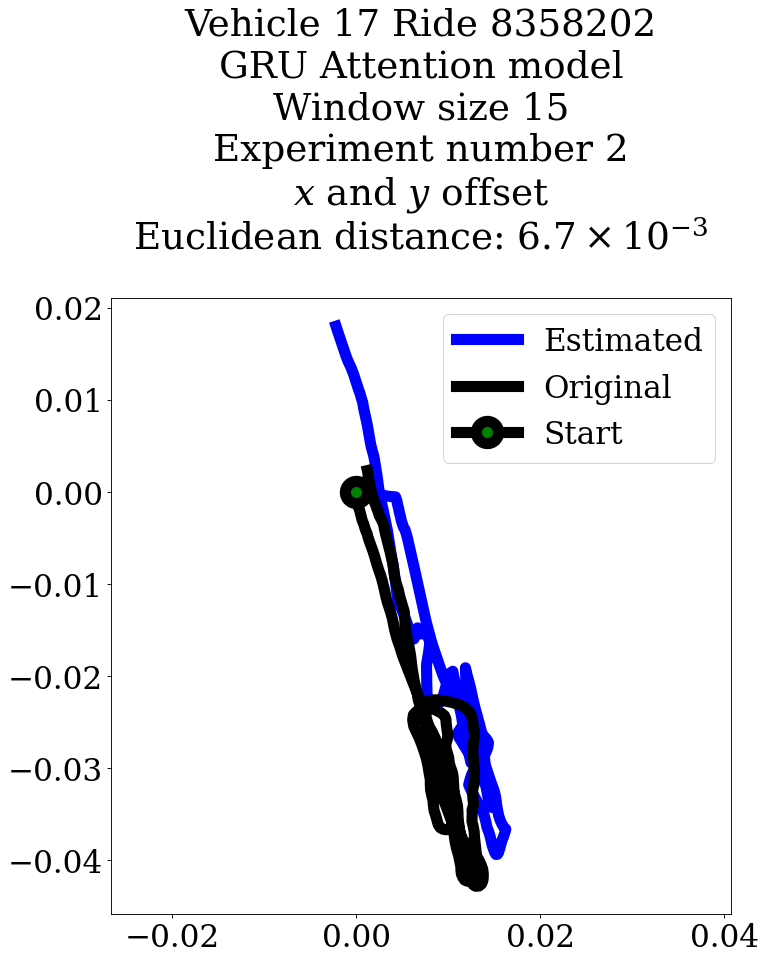 Vehicle 17 Ride 8358202
GRU Attention model
Window size 15
Experiment number 2
x and y offset
Euclidean distance: 6.7 × 10⁻³
Estimated
Original
Start
0.02
0.01
0.00
−0.01
−0.02
−0.03
−0.04
−0.02 0.00 0.02 0.04